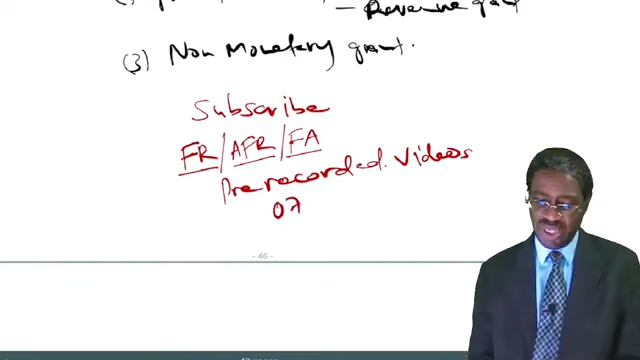 - Revenue grant
(3) Non Monetary grant.
Subscribe
FR/AFR/FA
Prerecorded. Videos
07
- 46 -